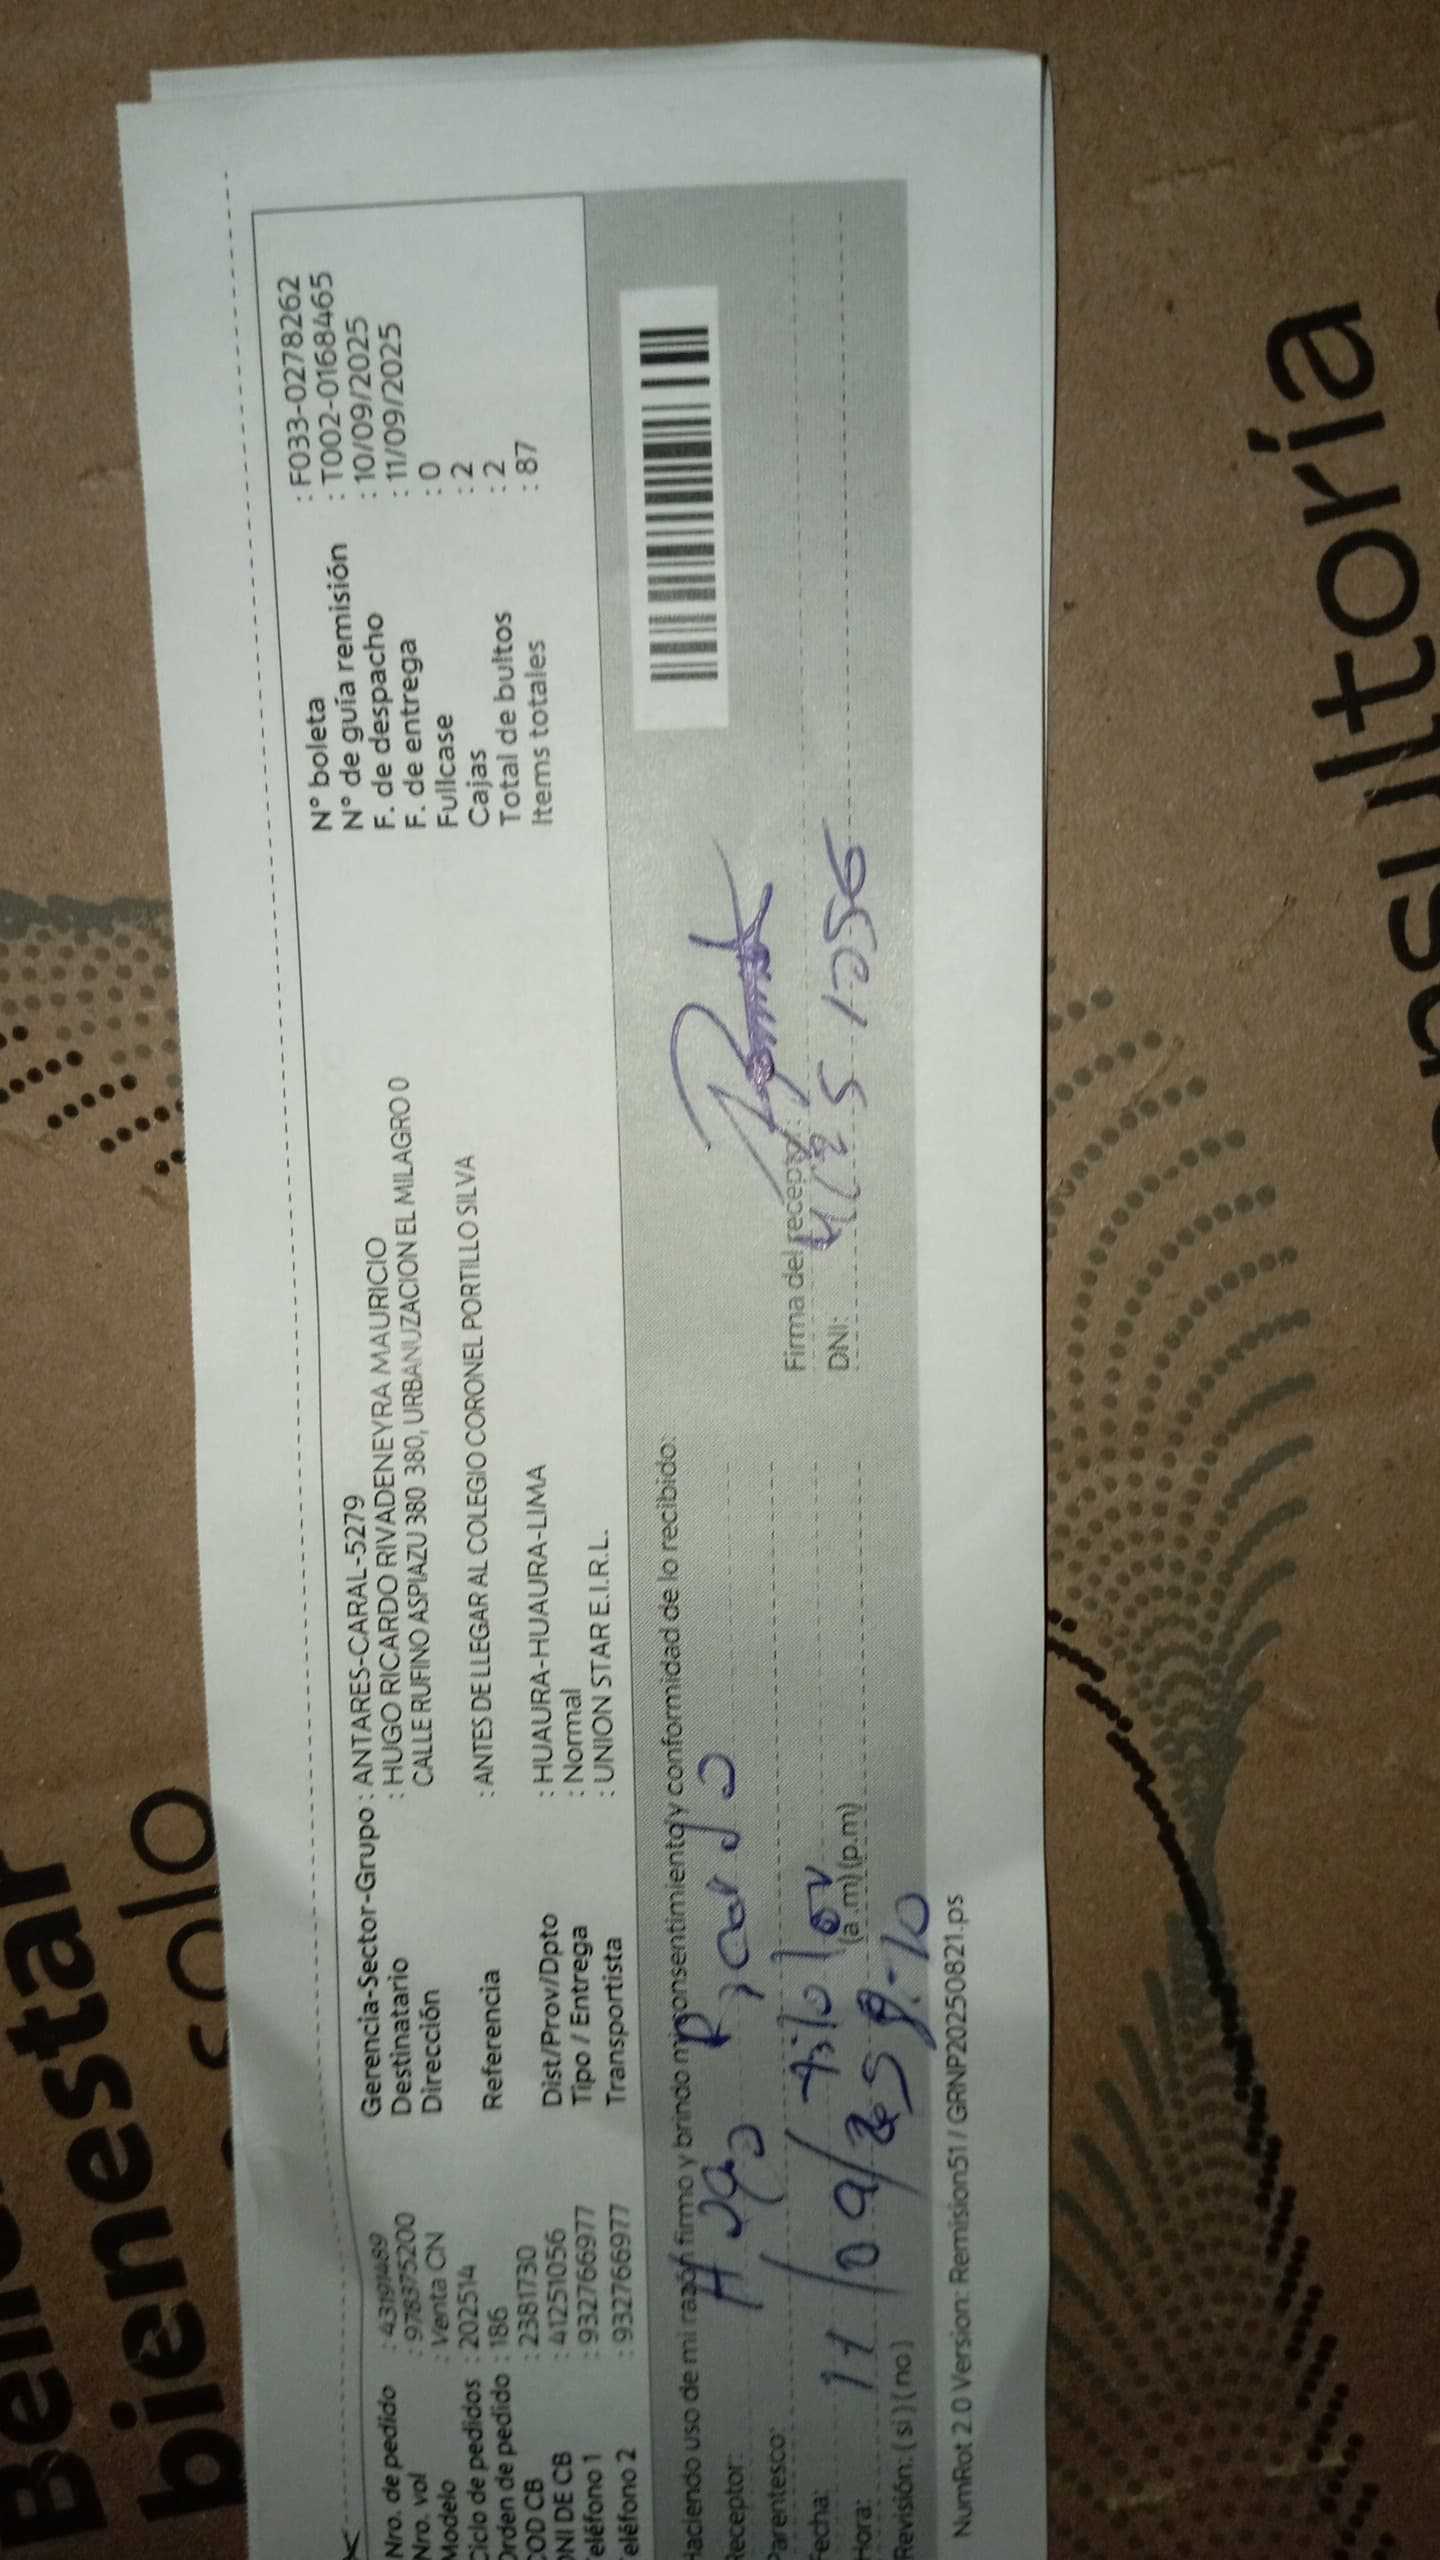 bienestar
Nro. de pedido : 43191489
Nro. vol : 978375200
Modelo : Venta CN
Ciclo de pedidos : 202514
Orden de pedido : 186
COD CB : 2381730
DNI DE CB : 41251056
Teléfono 1 : 932766977
Teléfono 2 : 932766977
Gerencia-Sector-Grupo : ANTARES-CARAL-5279
Destinatario : HUGO RICARDO RIVADENEYRA MAURICIO
Dirección CALLE RUFINO ASPIAZU 380 380, URBANUZACION EL MILAGRO 0
Referencia : ANTES DE LLEGAR AL COLEGIO CORONEL PORTILLO SILVA
Dist/Prov/Dpto : HUAURA-HUAURA-LIMA
Tipo / Entrega : Normal
Transportista : UNION STAR E.I.R.L.
N° boleta : F033-0278262
N° de guía remisión : T002-0168465
F. de despacho : 10/09/2025
F. de entrega : 11/09/2025
Fullcase : 0
Cajas : 2
Total de bultos : 2
Items totales : 87
Haciendo uso de mi razón firmo y brindo mi consentimiento y conformidad de lo recibido:
Receptor:
Parentesco:
Fecha: 11/09/25
Hora: (a.m) (p.m)
Revisión: ( si ) ( no )
Firma del receptor:
DNI: 41251056
NumRot 2.0 Version: Remision51 / GRNP20250821.ps